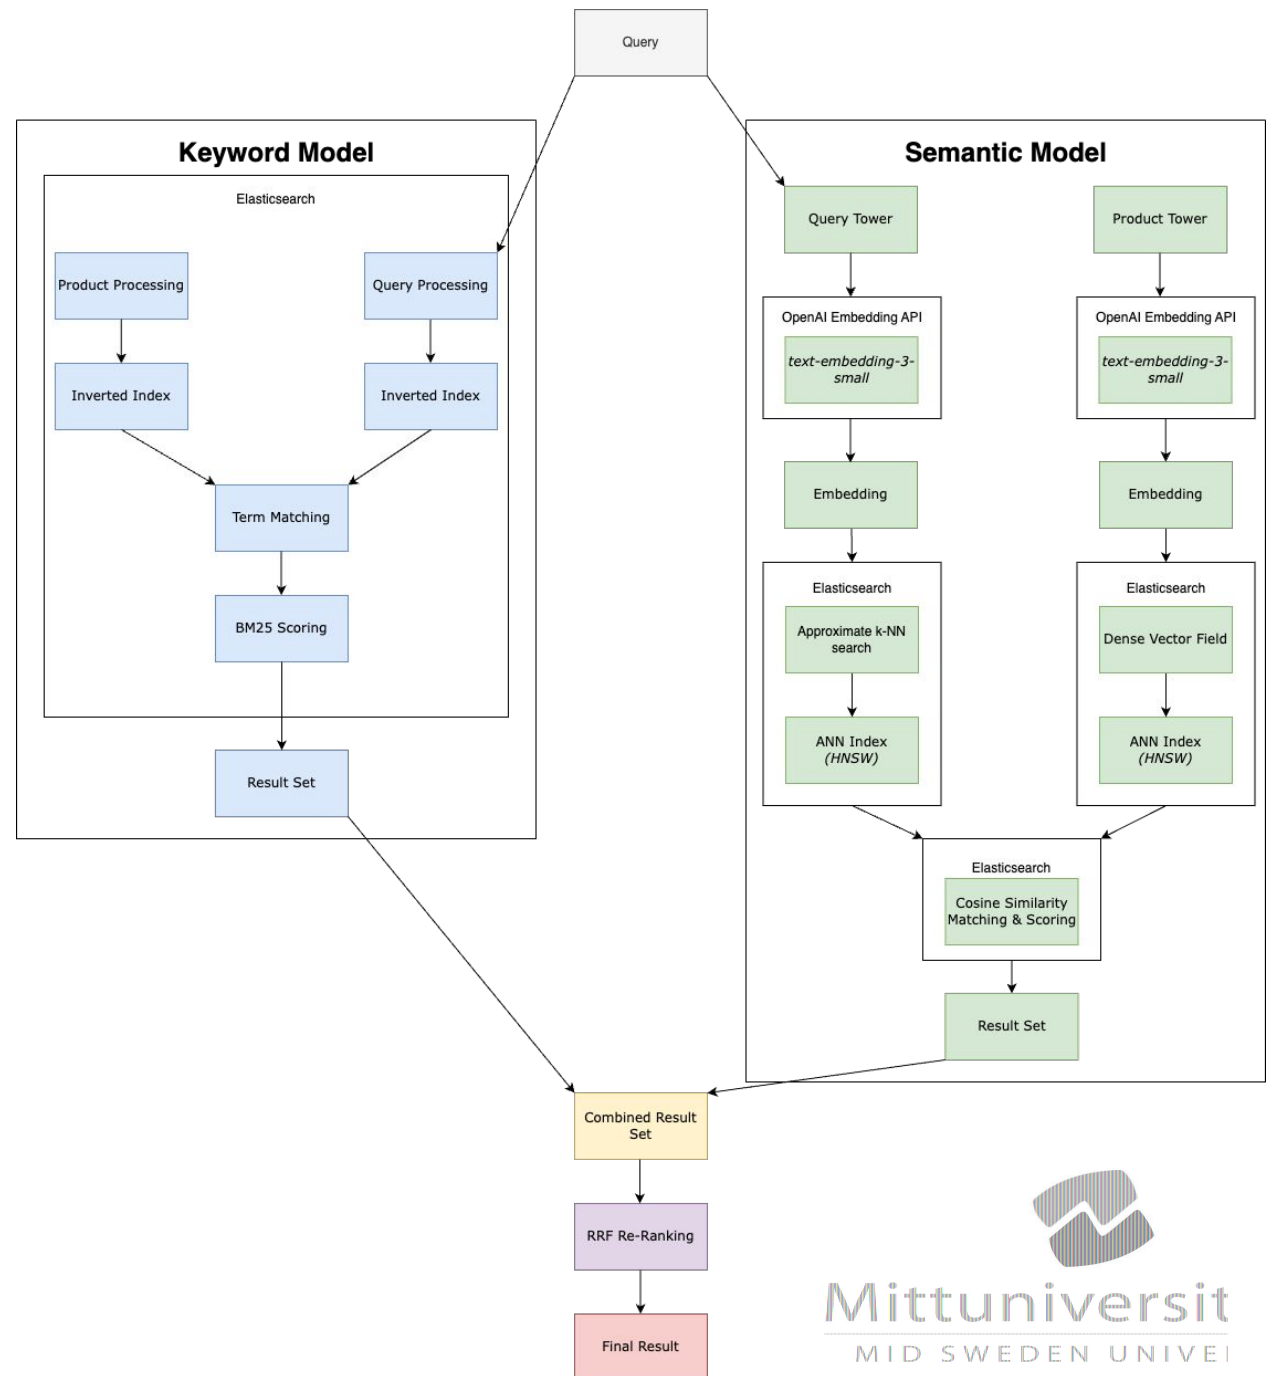 Query
Keyword Model
Elasticsearch
Product Processing
Query Processing
Inverted Index
Inverted Index
Term Matching
BM25 Scoring
Result Set
Semantic Model
Query Tower
Product Tower
OpenAI Embedding API
text-embedding-3-
small
OpenAI Embedding API
text-embedding-3-
small
Embedding
Embedding
Elasticsearch
Approximate k-NN
search
ANN Index
(HNSW)
Elasticsearch
Dense Vector Field
ANN Index
(HNSW)
Elasticsearch
Cosine Similarity
Matching & Scoring
Result Set
Combined Result
Set
RRF Re-Ranking
Final Result
Mittuniversit
MID SWEDEN UNIVE